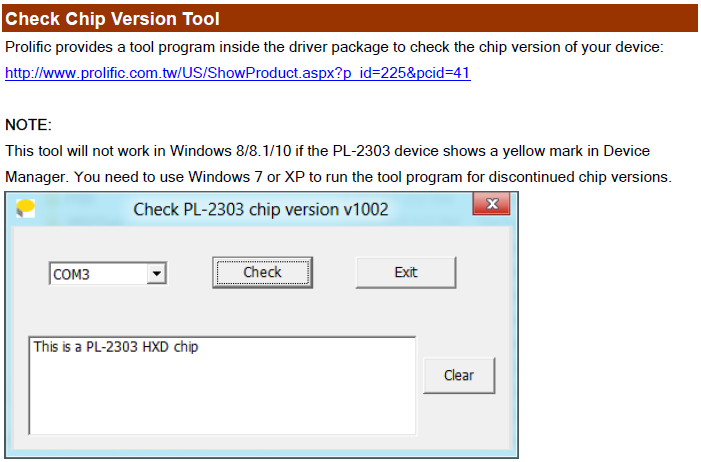 Check Chip Version Tool
Prolific provides a tool program inside the driver package to check the chip version of your device:
http://www.prolific.com.tw/US/ShowProduct.aspx?p_id=225&pcid=41
NOTE:
This tool will not work in Windows 8/8.1/10 if the PL-2303 device shows a yellow mark in Device
Manager. You need to use Windows 7 or XP to run the tool program for discontinued chip versions.
Check PL-2303 chip version v1002
COM3
Check
Exit
This is a PL-2303 HXD chip
Clear